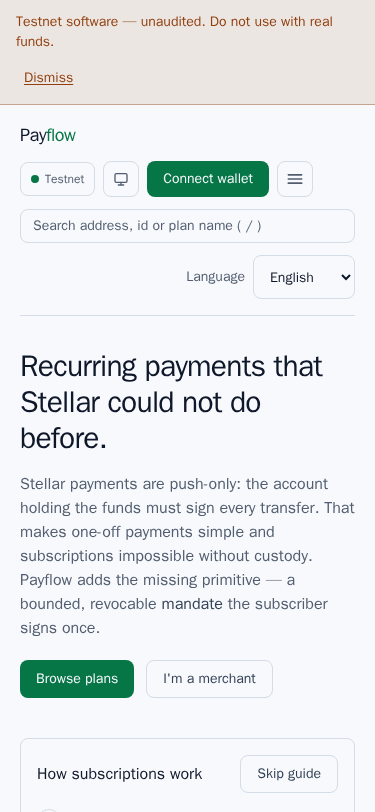 Testnet software — unaudited. Do not use with real
funds.
Dismiss
Payflow
Testnet
Connect wallet
Search address, id or plan name ( / )
Language
English
Recurring payments that
Stellar could not do
before.
Stellar payments are push-only: the account
holding the funds must sign every transfer. That
makes one-off payments simple and
subscriptions impossible without custody.
Payflow adds the missing primitive — a
bounded, revocable mandate the subscriber
signs once.
Browse plans
I'm a merchant
How subscriptions work
Skip guide